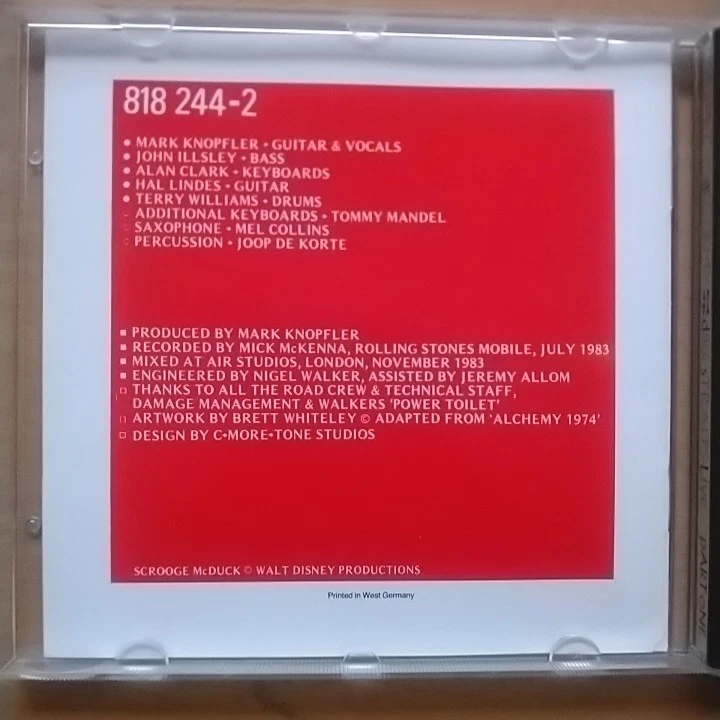 818 244-2
• MARK KNOPFLER • GUITAR & VOCALS
• JOHN ILLSLEY • BASS
• ALAN CLARK • KEYBOARDS
• HAL LINDES • GUITAR
• TERRY WILLIAMS • DRUMS
ADDITIONAL KEYBOARDS • TOMMY MANDEL
SAXOPHONE • MEL COLLINS
PERCUSSION • JOOP DE KORTE
PRODUCED BY MARK KNOPFLER
RECORDED BY MICK McKENNA, ROLLING STONES MOBILE, JULY 1983
MIXED AT AIR STUDIOS, LONDON, NOVEMBER 1983
ENGINEERED BY NIGEL WALKER, ASSISTED BY JEREMY ALLOM
THANKS TO ALL THE ROAD CREW & TECHNICAL STAFF,
DAMAGE MANAGEMENT & WALKERS 'POWER TOILET'
ARTWORK BY BRETT WHITELEY © ADAPTED FROM 'ALCHEMY 1974'
DESIGN BY C•MORE•TONE STUDIOS
SCROOGE McDUCK © WALT DISNEY PRODUCTIONS
Printed in West Germany
STRAITS LIVE PART ONE